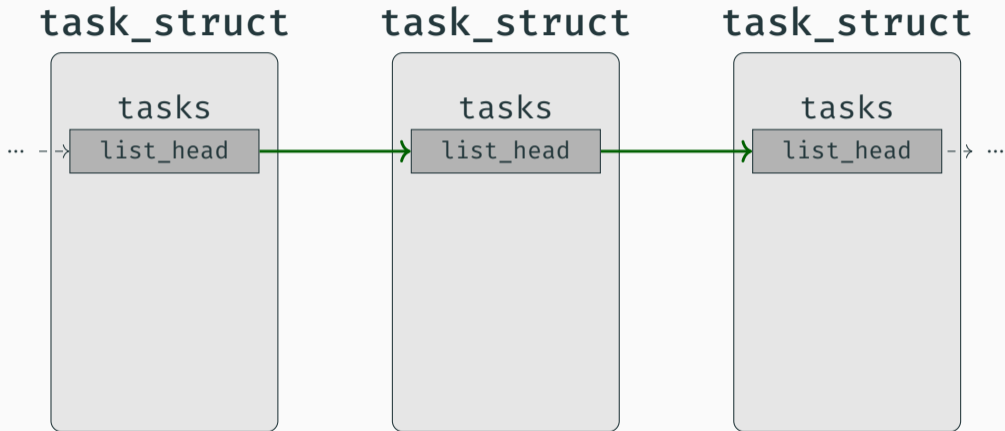 task_struct task_struct task_struct
tasks tasks tasks
... list_head list_head list_head ...